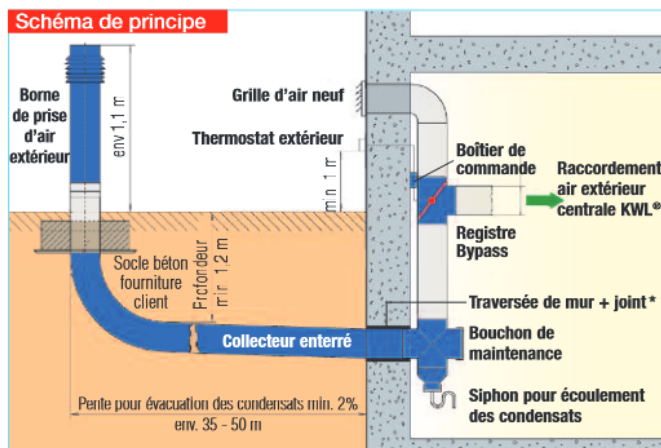 Schéma de principe
Borne
de prise
d'air
extérieur
env 1,1 m
Grille d'air neuf
Thermostat extérieur
min 1 m
Boîtier de
commande
Raccordement
air extérieur
centrale KWL®
Registre
Bypass
Socle béton
fourniture
client
Profondeur
min 1,2 m
Traversée de mur + joint *
Collecteur enterré
Bouchon de
maintenance
Pente pour évacuation des condensats min. 2%
env. 35 - 50 m
Siphon pour écoulement
des condensats